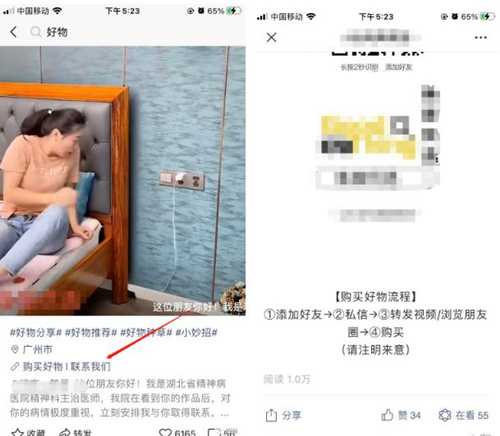 中国移动
下午 5:23
65%
好物
这位朋友你好！我是
#好物分享# #好物推荐# #好物种草# #小妙招#
广州市
购买好物 | 联系我们
这位朋友你好！我是湖北省精神病
医院精神科主治医师，我院在看到你的作品后，对
你的病情极度重视，立刻安排我与你取得联系。...
收藏
转发
6165
56
中国移动
下午 5:23
65%
长按2秒识别 添加好友
【购买好物流程】
①添加好友→②私信→③转发视频/浏览朋友
圈→④购买
（请注明来意）
阅读 1.0万
分享
赞 34
在看 55